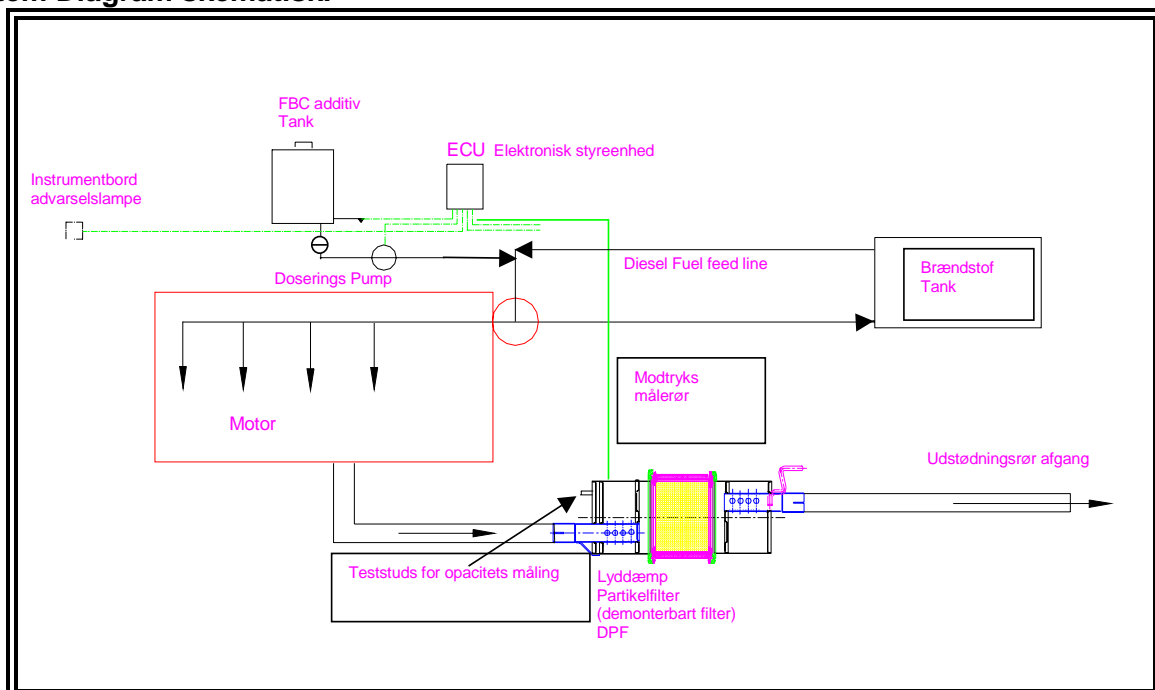 FBC additiv
Tank
ECU Elektronisk styreenhed
Instrumentbord
advarselslampe
Doserings Pump
Diesel Fuel feed line
Brændstof
Tank
Modtryks
målerør
Motor
Udstødningsrør afgang
Teststuds for opacitets måling
Lyddæmp
Partikelfilter
(demonterbart filter)
DPF